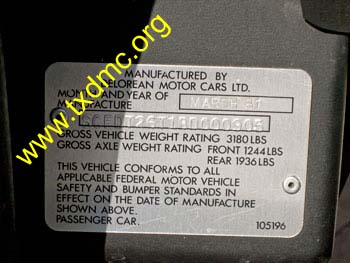 MANUFACTURED BY
DELOREAN MOTOR CARS LTD.
MONTH AND YEAR OF
MANUFACTURE MARCH 81
GROSS VEHICLE WEIGHT RATING 3180 LBS
GROSS AXLE WEIGHT RATING FRONT 1244 LBS
REAR 1936 LBS
THIS VEHICLE CONFORMS TO ALL
APPLICABLE FEDERAL MOTOR VEHICLE
SAFETY AND BUMPER STANDARDS IN
EFFECT ON THE DATE OF MANUFACTURE
SHOWN ABOVE.
PASSENGER CAR. 105196
www.pcdmc.org